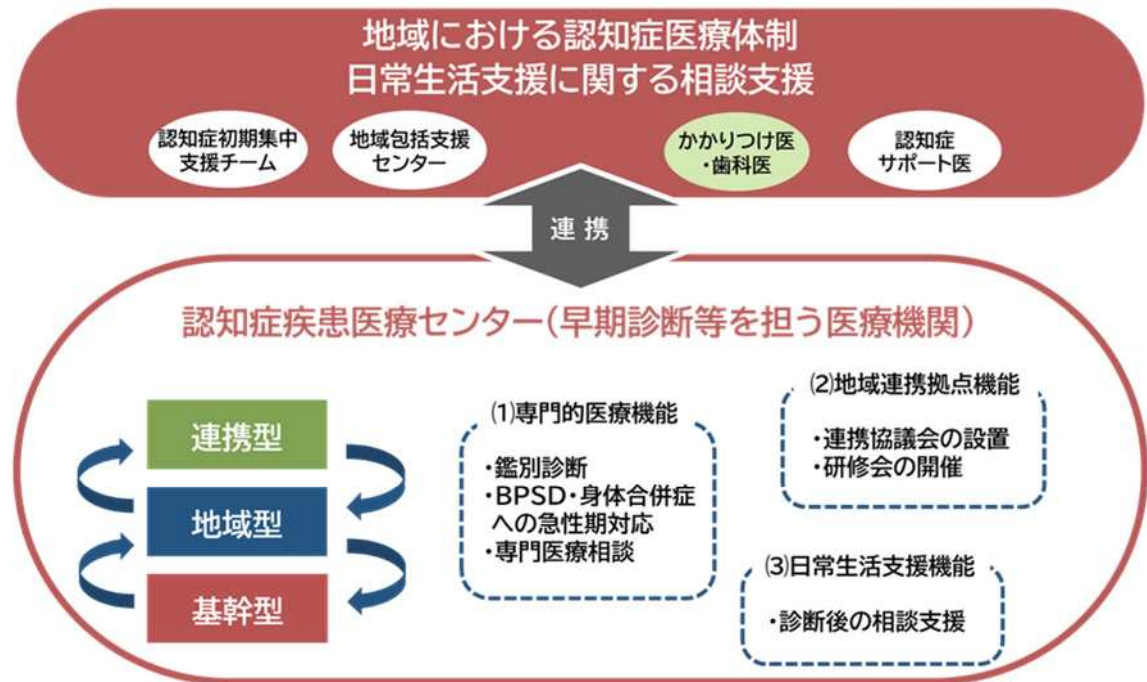 地域における認知症医療体制
日常生活支援に関する相談支援
認知症初期集中
支援チーム
地域包括支援
センター
かかりつけ医
・歯科医
認知症
サポート医
連携
認知症疾患医療センター(早期診断等を担う医療機関)
連携型
地域型
基幹型
⑴専門的医療機能
・鑑別診断
・BPSD・身体合併症
への急性期対応
・専門医療相談
⑵地域連携拠点機能
・連携協議会の設置
・研修会の開催
⑶日常生活支援機能
・診断後の相談支援